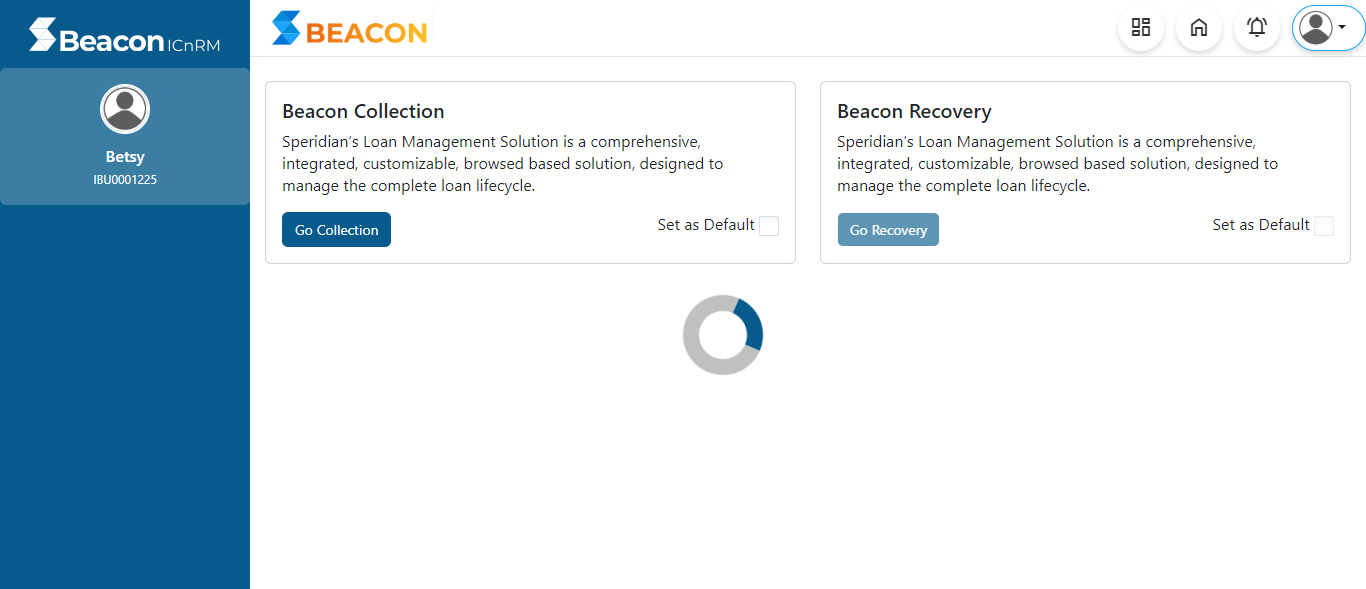 Beacon ICnRM
BEACON
Betsy
IBU0001225
Beacon Collection
Speridian’s Loan Management Solution is a comprehensive,
integrated, customizable, browsed based solution, designed to
manage the complete loan lifecycle.
Go Collection
Set as Default
Beacon Recovery
Speridian’s Loan Management Solution is a comprehensive,
integrated, customizable, browsed based solution, designed to
manage the complete loan lifecycle.
Go Recovery
Set as Default